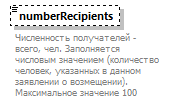 numberRecipients
Численность получателей -
всего, чел. Заполняется
числовым значением (количество
человек, указанных в данном
заявлении о возмещении).
Максимальное значение 100